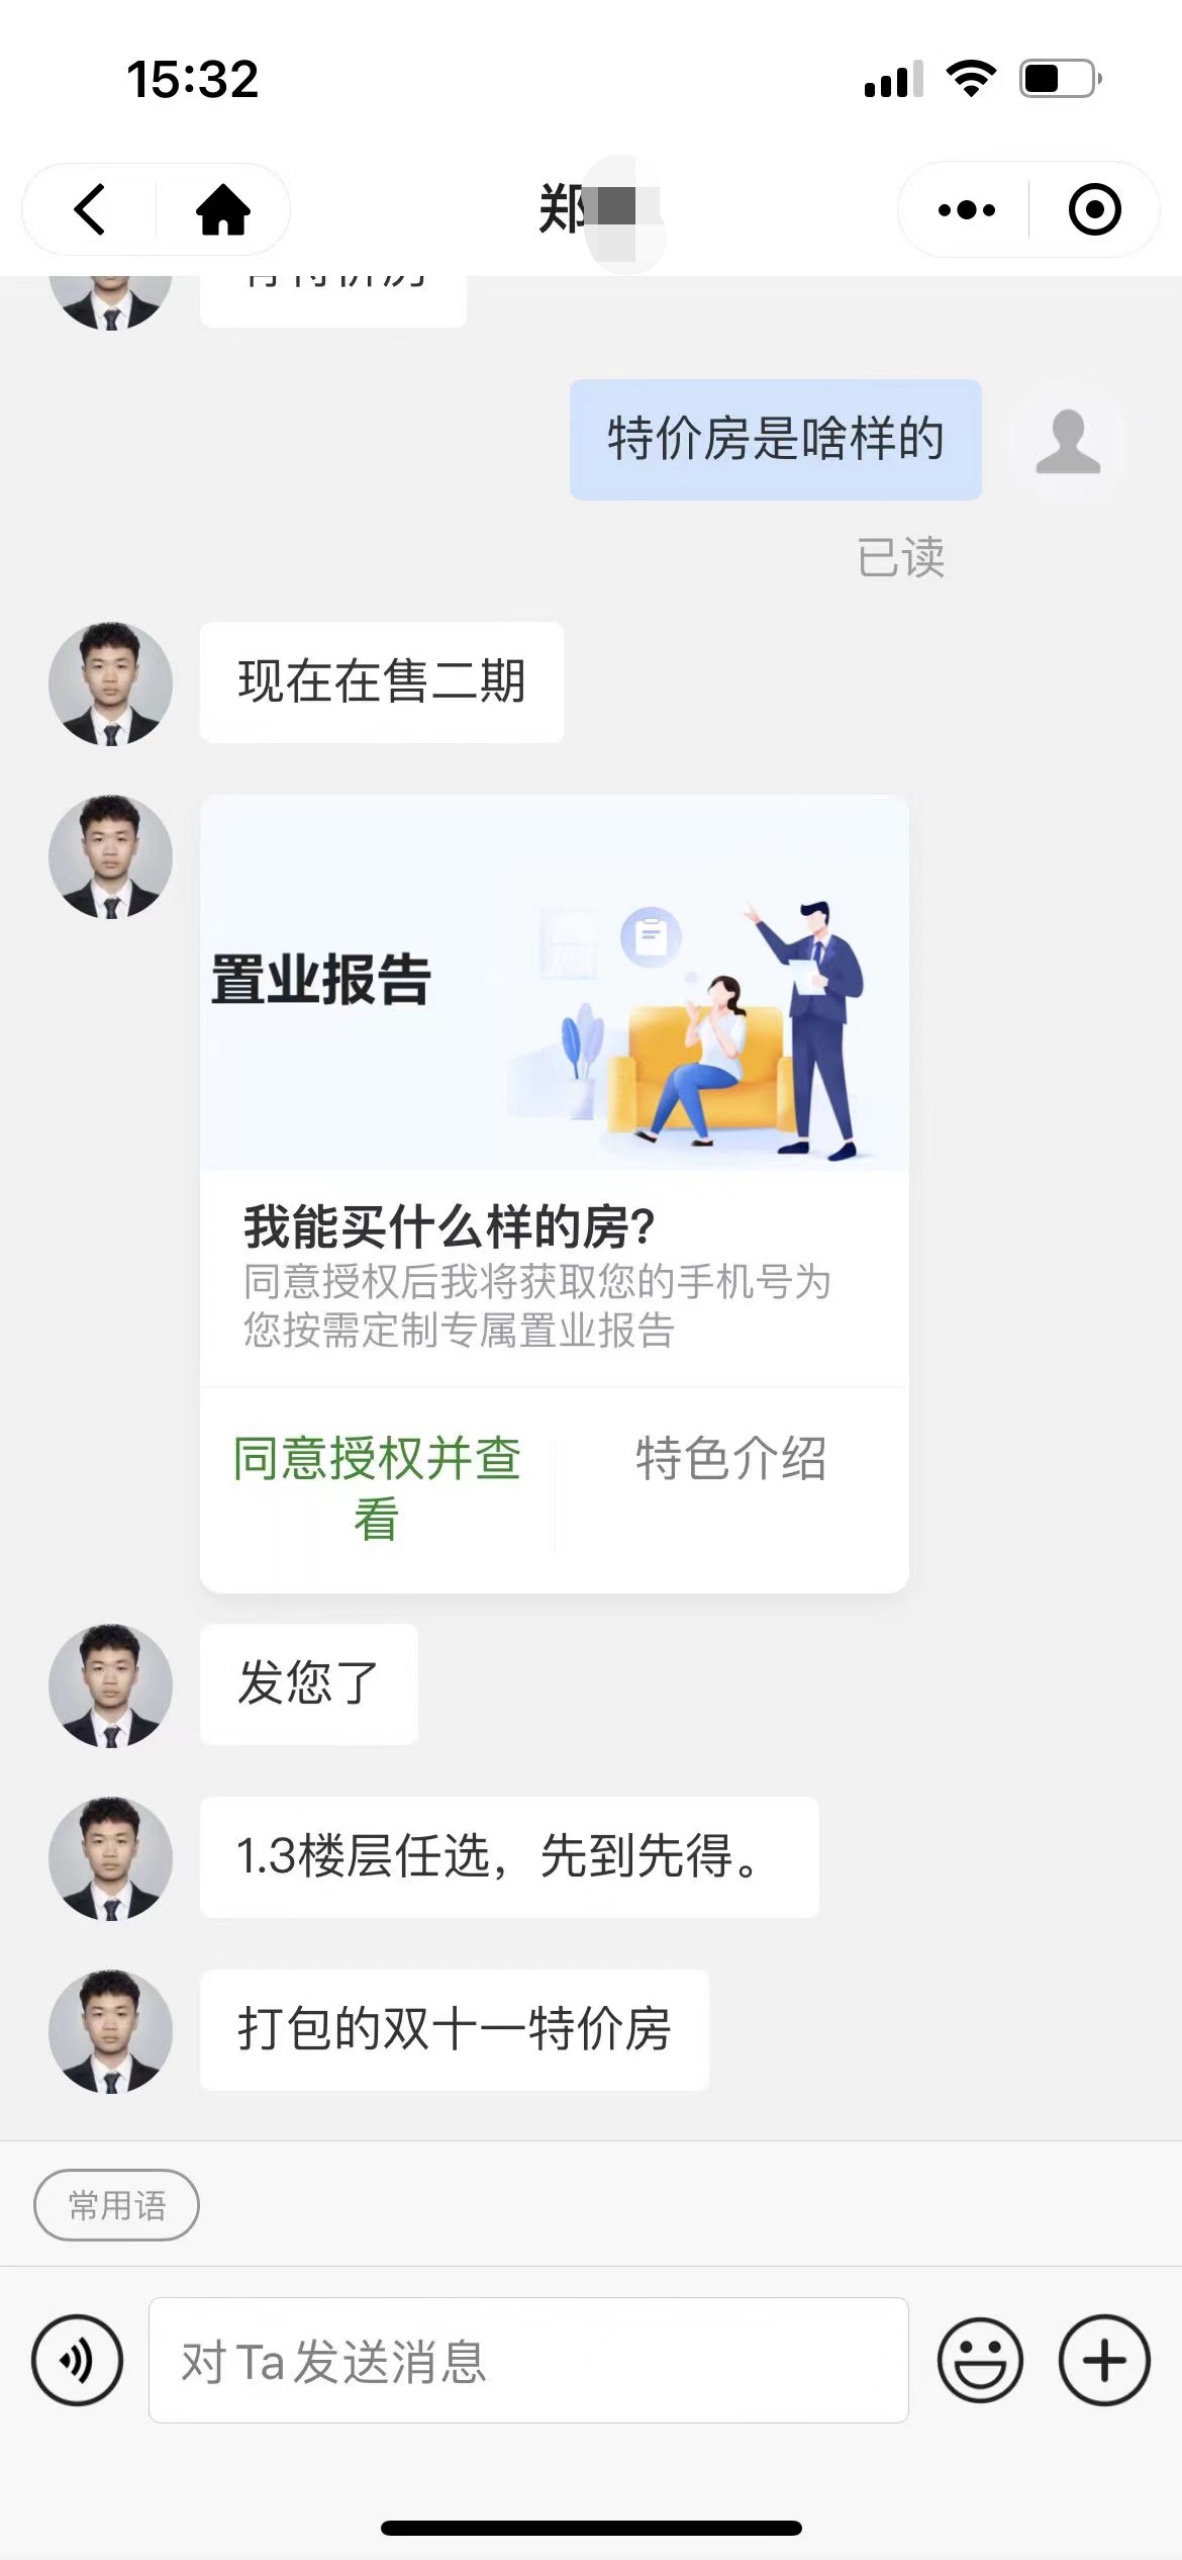 15:32
郑
特价房是啥样的
已读
现在在售二期
置业报告
我能买什么样的房?
同意授权后我将获取您的手机号为
您按需定制专属置业报告
同意授权并查
看
特色介绍
发您了
1.3楼层任选，先到先得。
打包的双十一特价房
常用语
对Ta发送消息